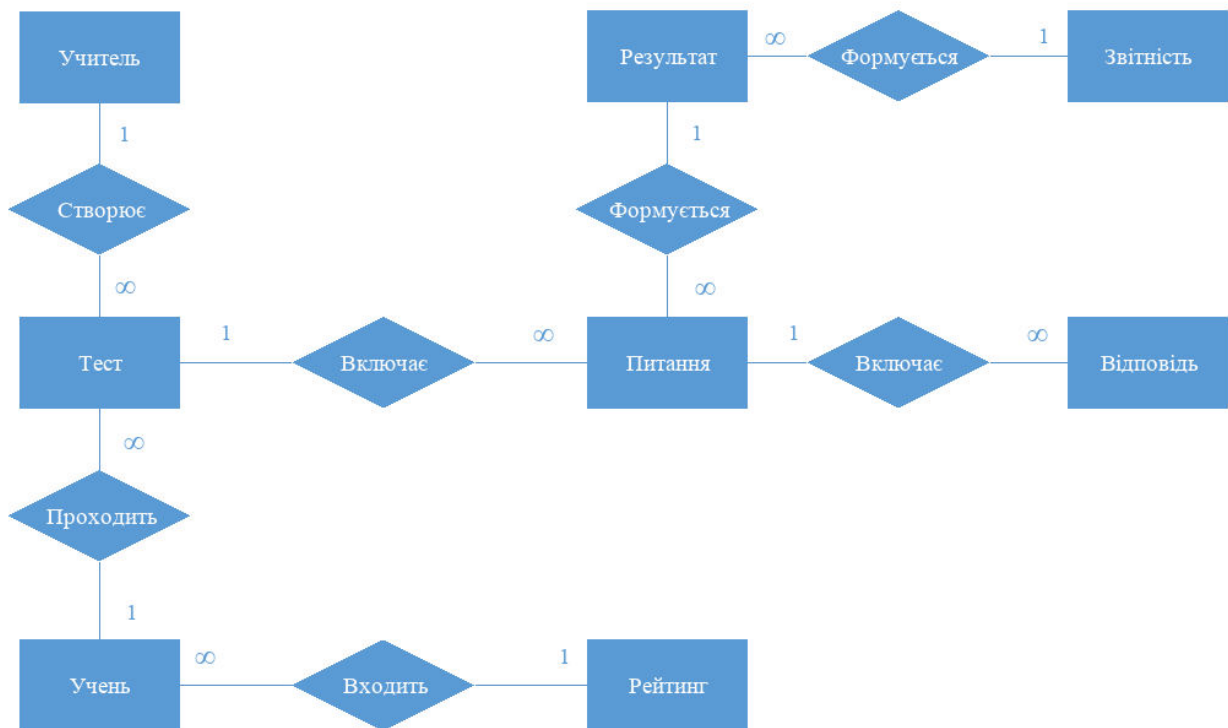 Учитель
Результат
∞
Формується
1
Звітність
1
1
Створює
Формується
∞
∞
Тест
1
Включає
∞
Питання
1
Включає
∞
Відповідь
∞
Проходить
1
Учень
∞
Входить
1
Рейтинг